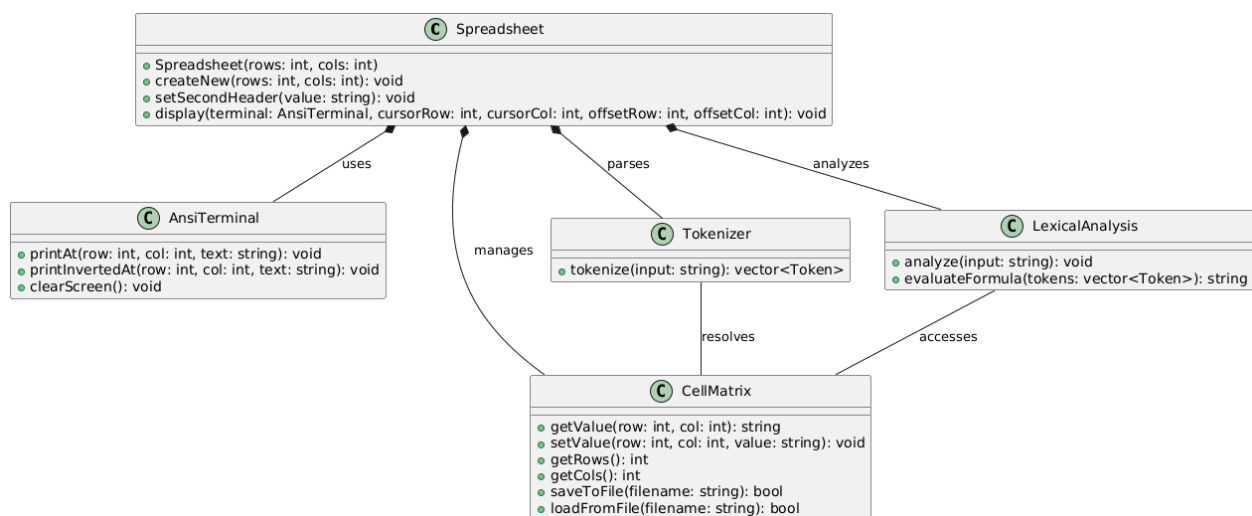 C Spreadsheet
Spreadsheet(rows: int, cols: int)
createNew(rows: int, cols: int): void
setSecondHeader(value: string): void
display(terminal: AnsiTerminal, cursorRow: int, cursorCol: int, offsetRow: int, offsetCol: int): void
uses
parses
analyzes
C AnsiTerminal
printAt(row: int, col: int, text: string): void
printInvertedAt(row: int, col: int, text: string): void
clearScreen(): void
manages
C Tokenizer
tokenize(input: string): vector<Token>
C LexicalAnalysis
analyze(input: string): void
evaluateFormula(tokens: vector<Token>): string
resolves
accesses
C CellMatrix
getValue(row: int, col: int): string
setValue(row: int, col: int, value: string): void
getRows(): int
getCols(): int
saveToFile(filename: string): bool
loadFromFile(filename: string): bool